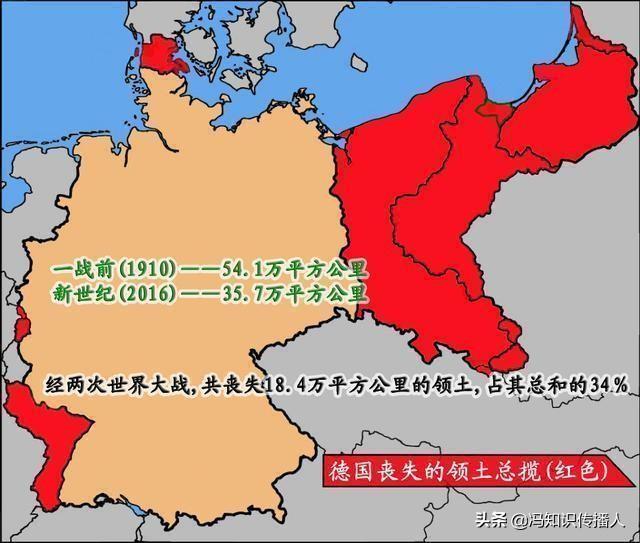 一战前(1910)——54.1万平方公里
新世纪(2016)——35.7万平方公里
经两次世界大战,共丧失18.4万平方公里的领土,占其总和的34%
德国丧失的领土总揽(红色)
头条 @冯知识传播人